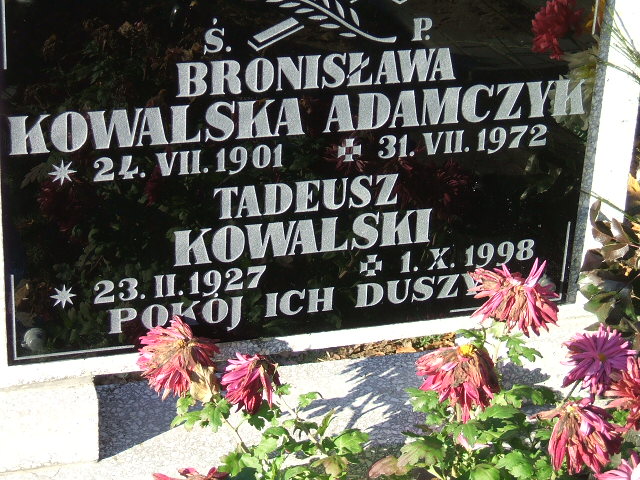 Ś. P.
BRONISŁAWA
KOWALSKA ADAMCZYK
24. VII. 1901 31. VII. 1972
TADEUSZ
KOWALSKI
23. II. 1927 1. X. 1998
POKÓJ ICH DUSZY